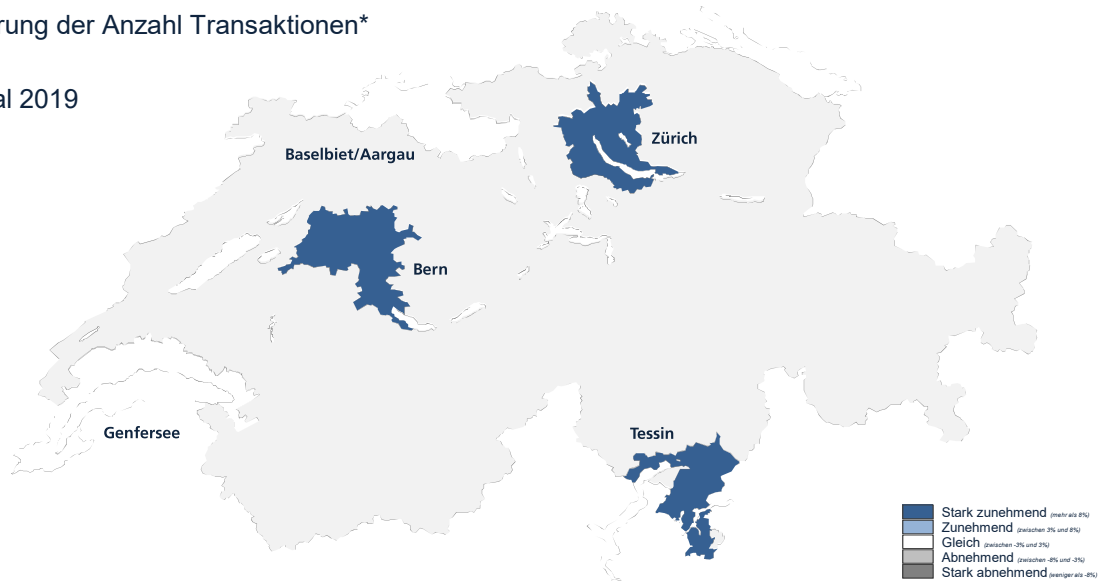 rung der Anzahl Transaktionen*
al 2019
Zürich
Baselbiet/Aargau
Bern
Genfersee
Tessin
Stark zunehmend (mehr als 8%)
Zunehmend (zwischen 3% und 8%)
Gleich (zwischen -3% und 3%)
Abnehmend (zwischen -8% und -3%)
Stark abnehmend (weniger als -8%)